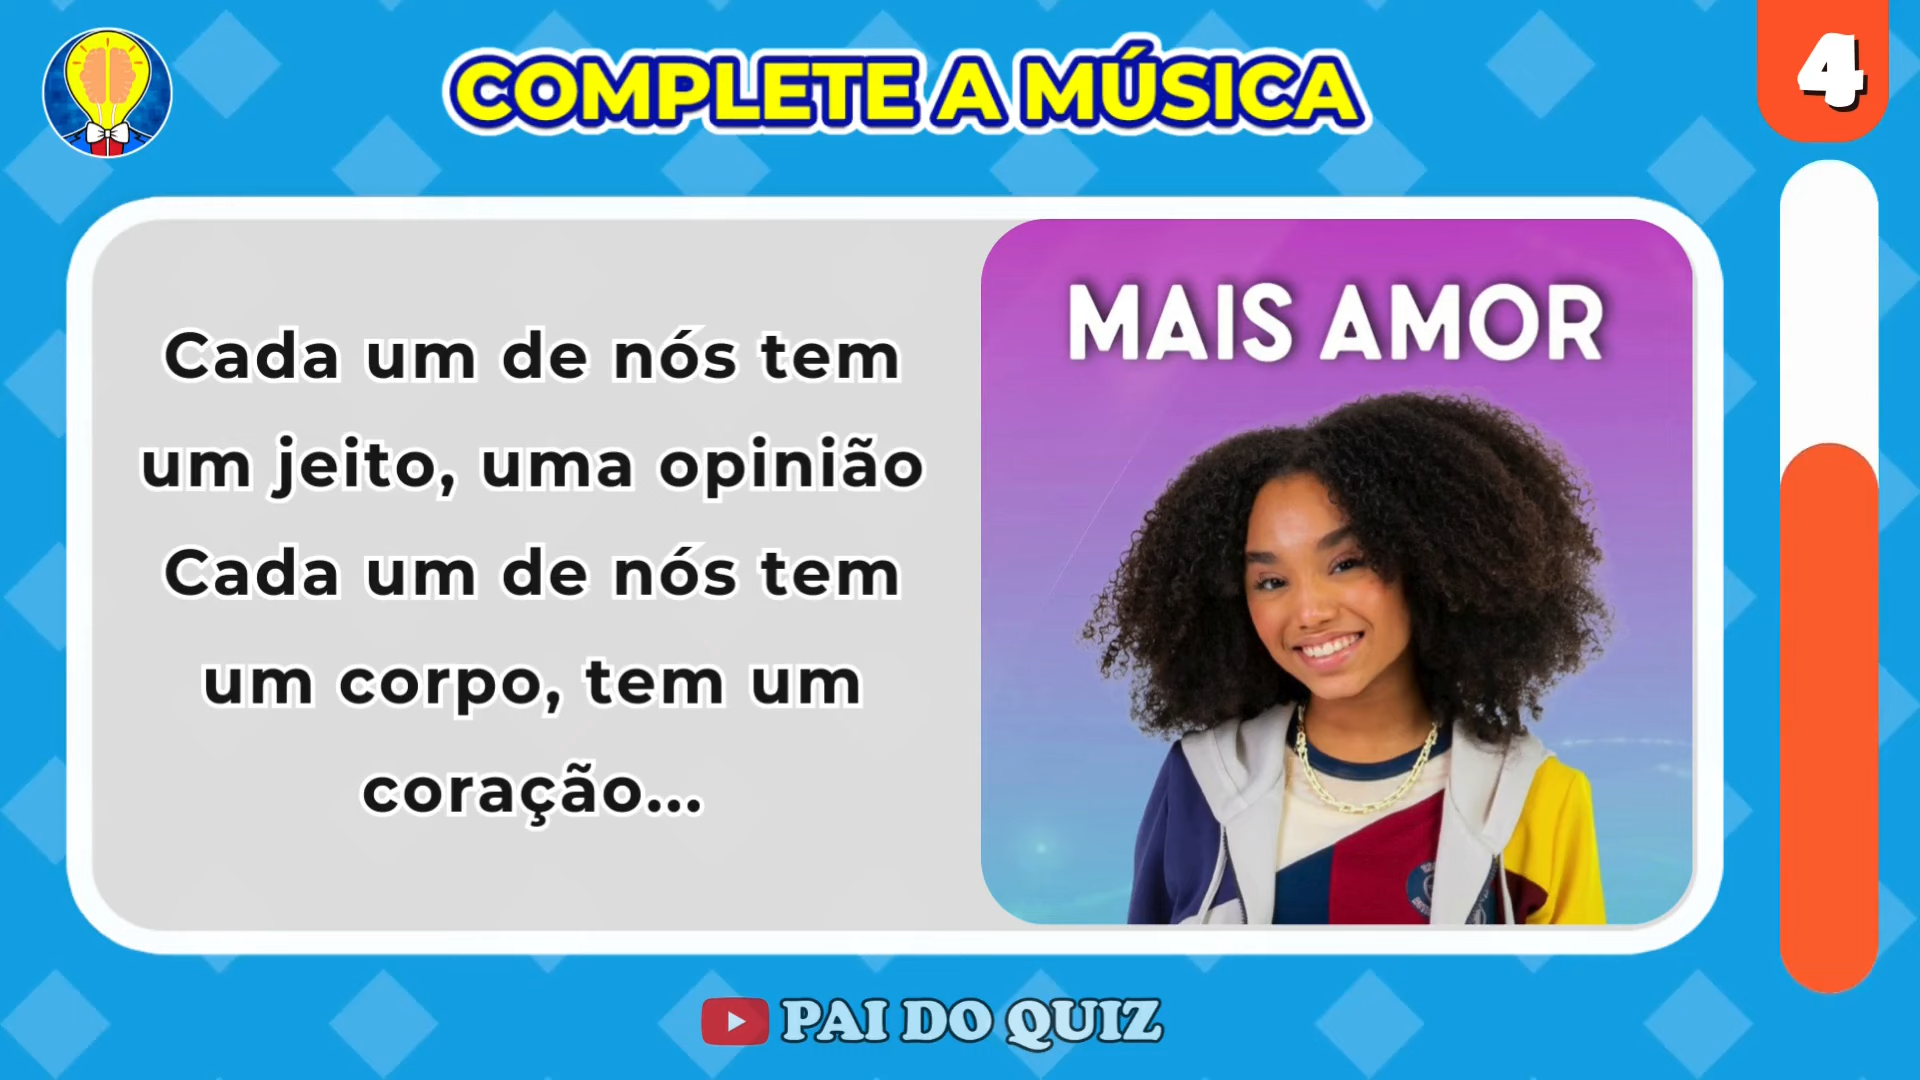 COMPLETE A MÚSICA
4
Cada um de nós tem
um jeito, uma opinião
Cada um de nós tem
um corpo, tem um
coração...
MAIS AMOR
PAI DO QUIZ